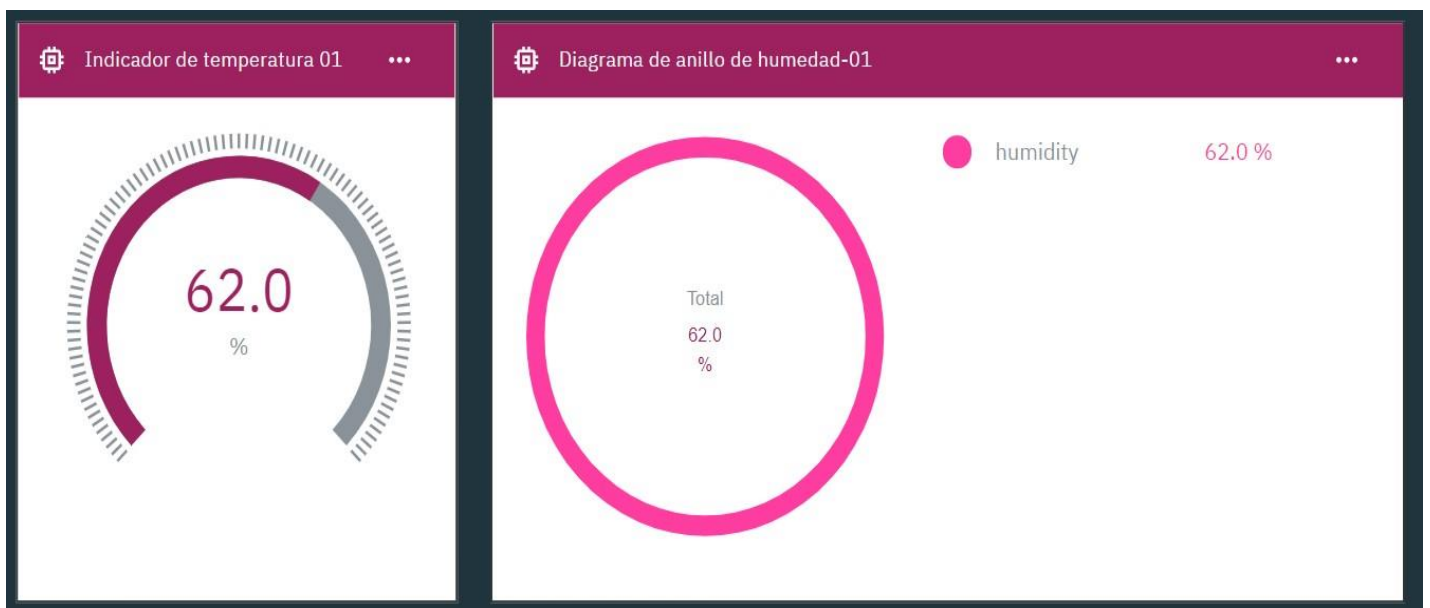 Indicador de temperatura 01
62.0
%
Diagrama de anillo de humedad-01
Total
62.0
%
humidity 62.0 %